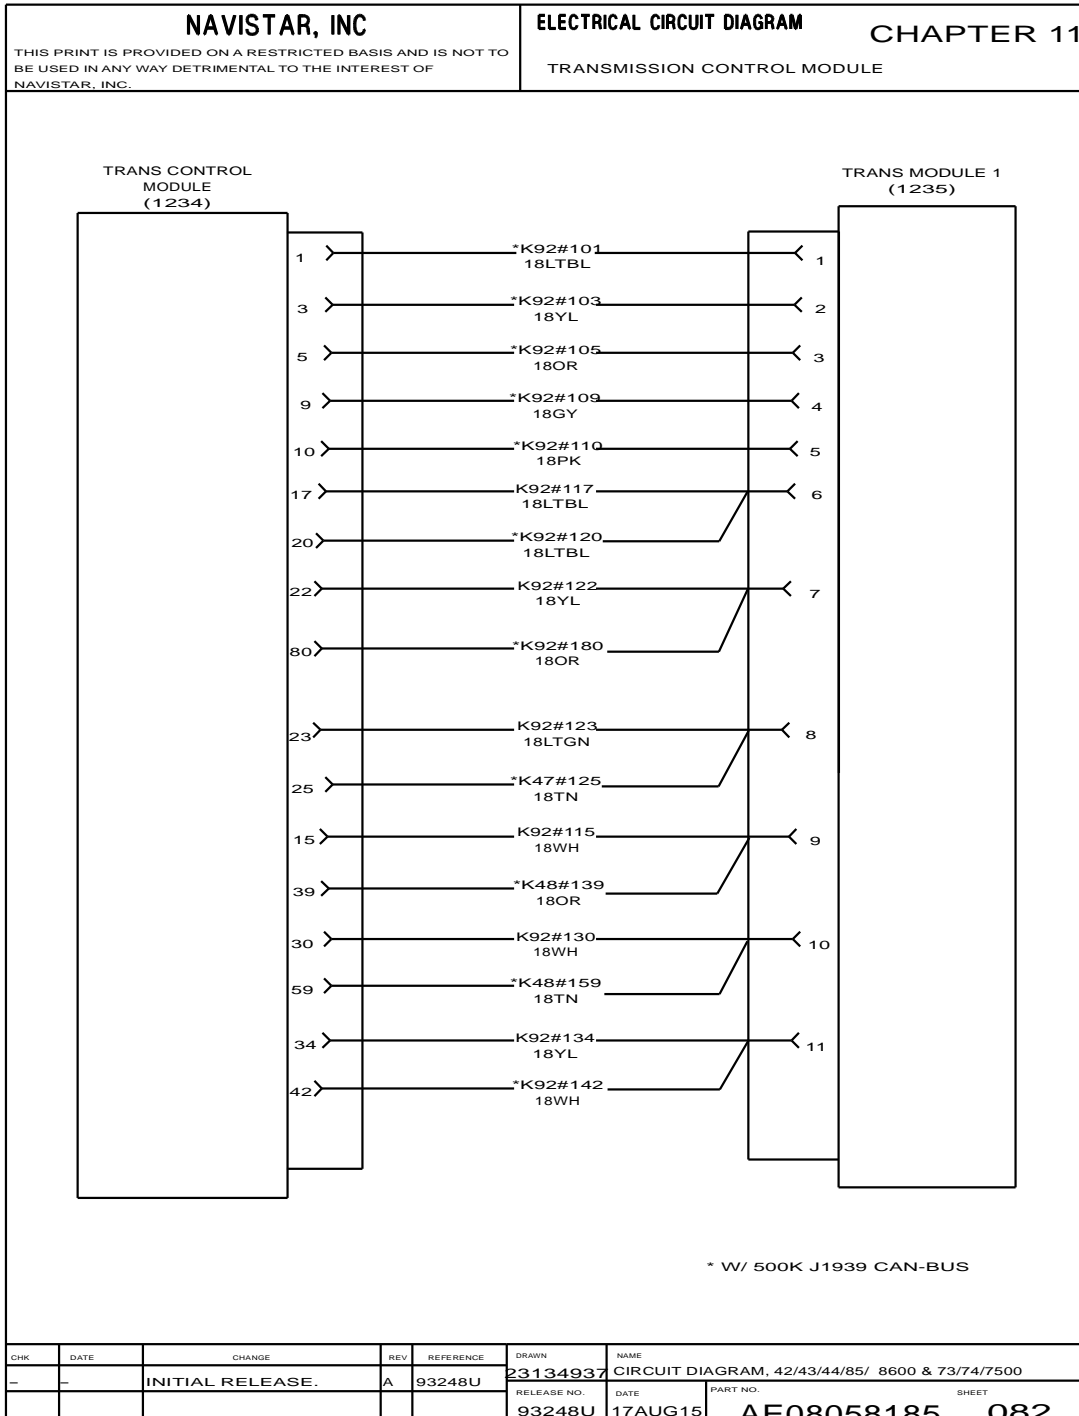 NAVISTAR, INC
THIS PRINT IS PROVIDED ON A RESTRICTED BASIS AND IS NOT TO
BE USED IN ANY WAY DETRIMENTAL TO THE INTEREST OF
NAVISTAR, INC.
ELECTRICAL CIRCUIT DIAGRAM
CHAPTER 11
TRANSMISSION CONTROL MODULE
TRANS CONTROL
MODULE
(1234)
TRANS MODULE 1
(1235)
1 *K92#101 1
18LTBL
3 *K92#103 2
18YL
5 *K92#105 3
18OR
9 *K92#109 4
18GY
10 *K92#110 5
18PK
17 K92#117 6
18LTBL
20 *K92#120
18LTBL
22 K92#122 7
18YL
80 *K92#180
18OR
23 K92#123 8
18LTGN
25 *K47#125
18TN
15 K92#115 9
18WH
39 *K48#139
18OR
30 K92#130 10
18WH
59 *K48#159
18TN
34 K92#134 11
18YL
42 *K92#142
18WH
* W/ 500K J1939 CAN-BUS
CHK DATE CHANGE REV REFERENCE
– – INITIAL RELEASE. A 93248U
DRAWN
23134937
NAME
CIRCUIT DIAGRAM, 42/43/44/85/ 8600 & 73/74/7500
RELEASE NO.
93248U
DATE
17AUG15
PART NO.
AE08058185
SHEET
082